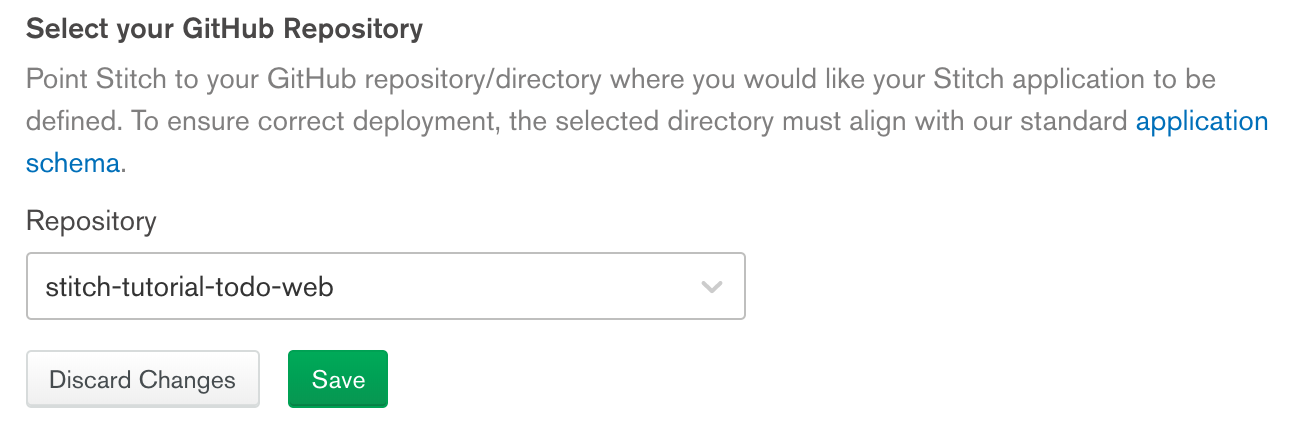 Select your GitHub Repository
Point Stitch to your GitHub repository/directory where you would like your Stitch application to be
defined. To ensure correct deployment, the selected directory must align with our standard application
schema.
Repository
stitch-tutorial-todo-web
Discard Changes Save